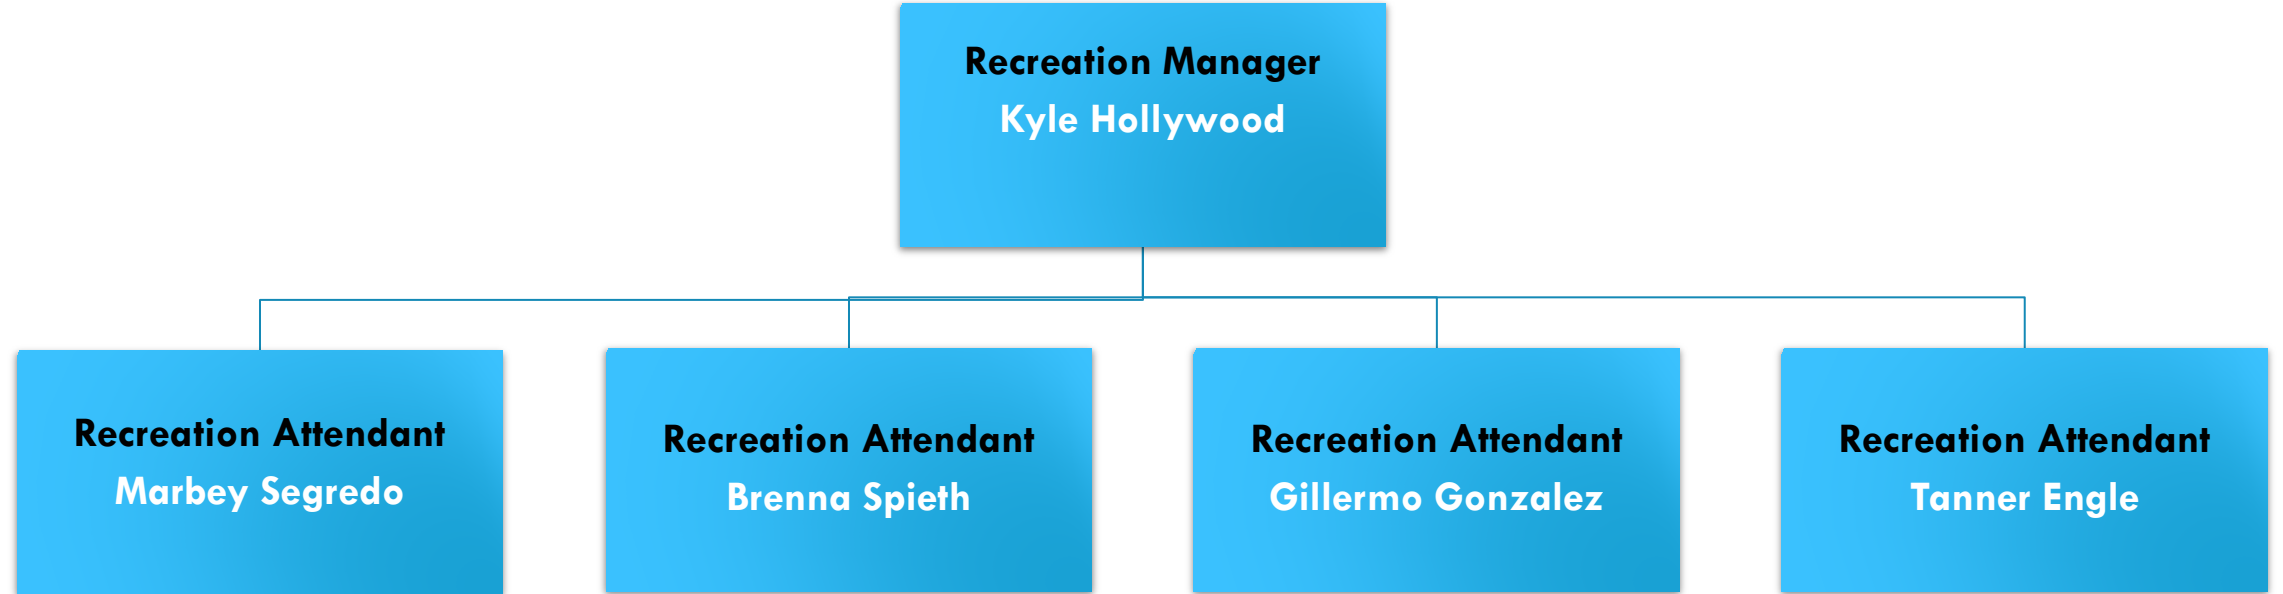 Recreation Manager
Kyle Hollywood
Recreation Attendant
Marbey Segredo
Recreation Attendant
Brenna Spieth
Recreation Attendant
Gillermo Gonzalez
Recreation Attendant
Tanner Engle